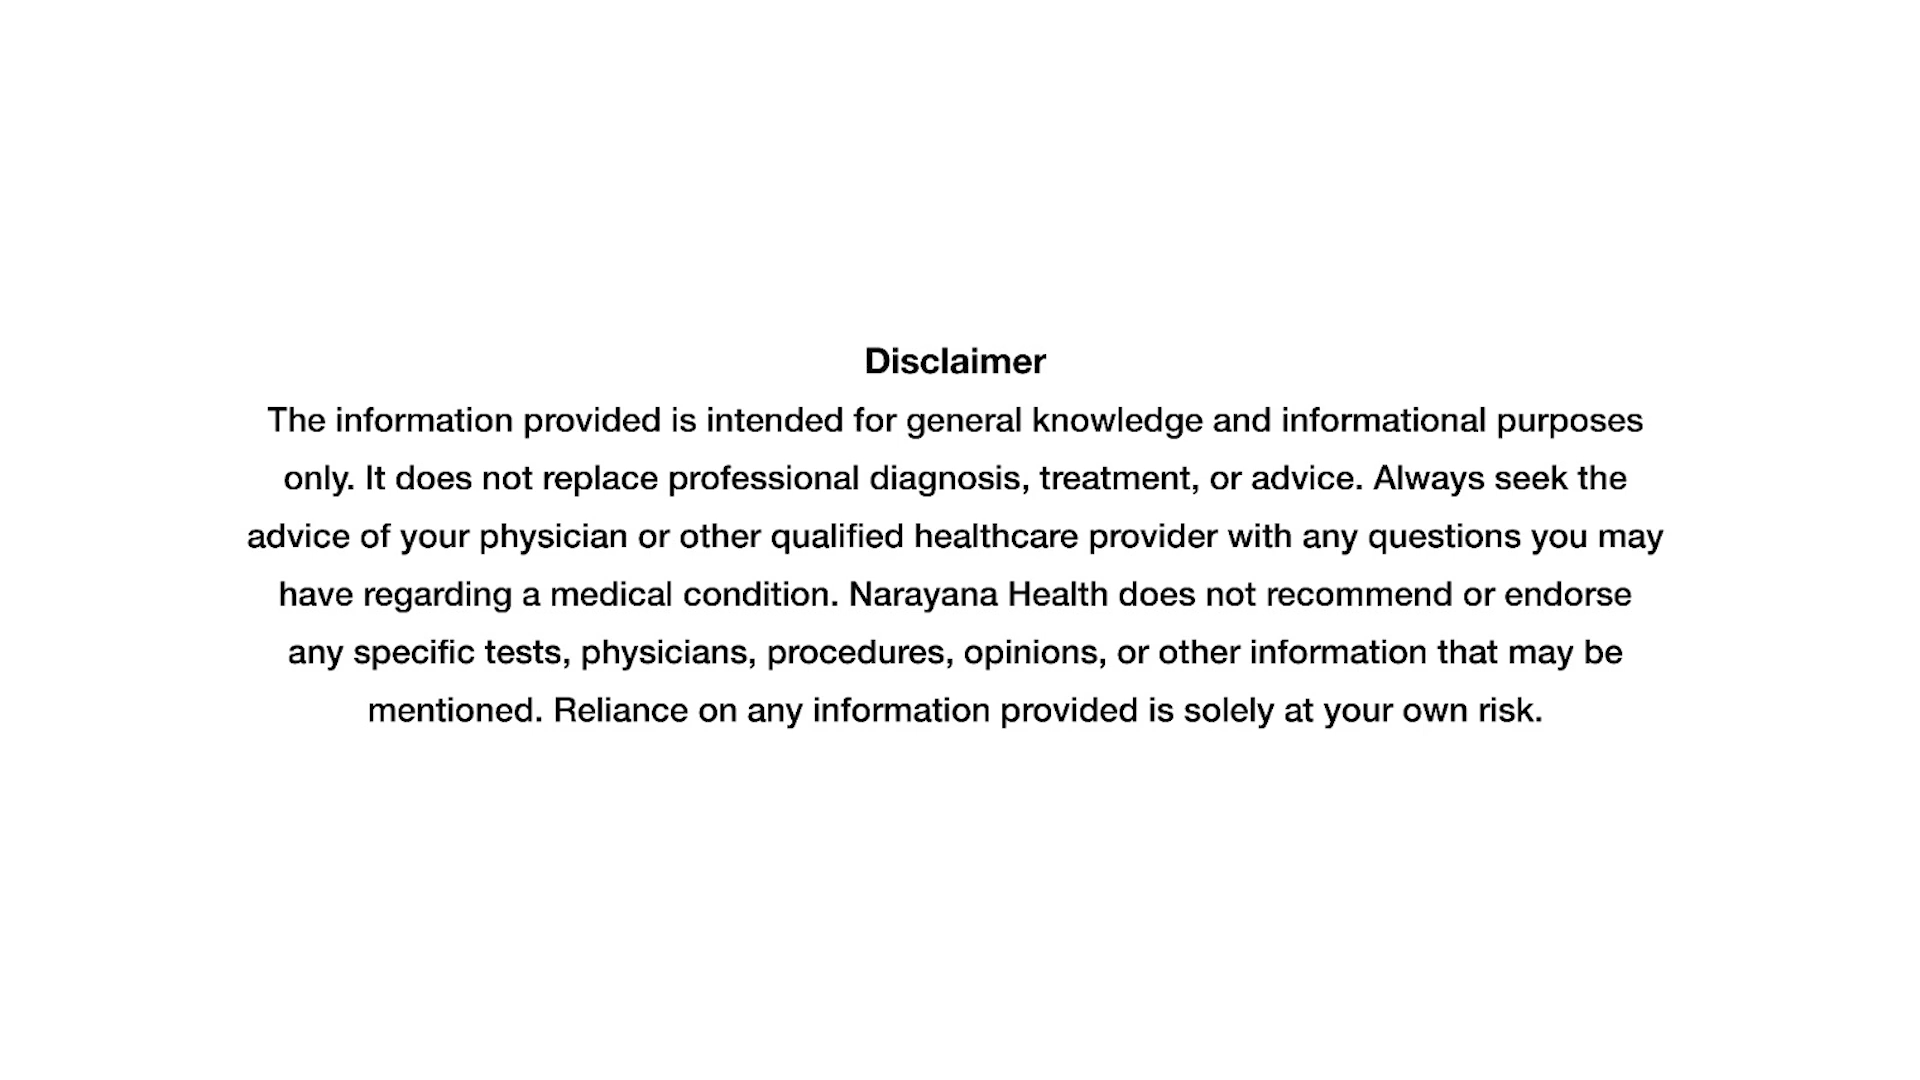 Disclaimer
The information provided is intended for general knowledge and informational purposes
only. It does not replace professional diagnosis, treatment, or advice. Always seek the
advice of your physician or other qualified healthcare provider with any questions you may
have regarding a medical condition. Narayana Health does not recommend or endorse
any specific tests, physicians, procedures, opinions, or other information that may be
mentioned. Reliance on any information provided is solely at your own risk.